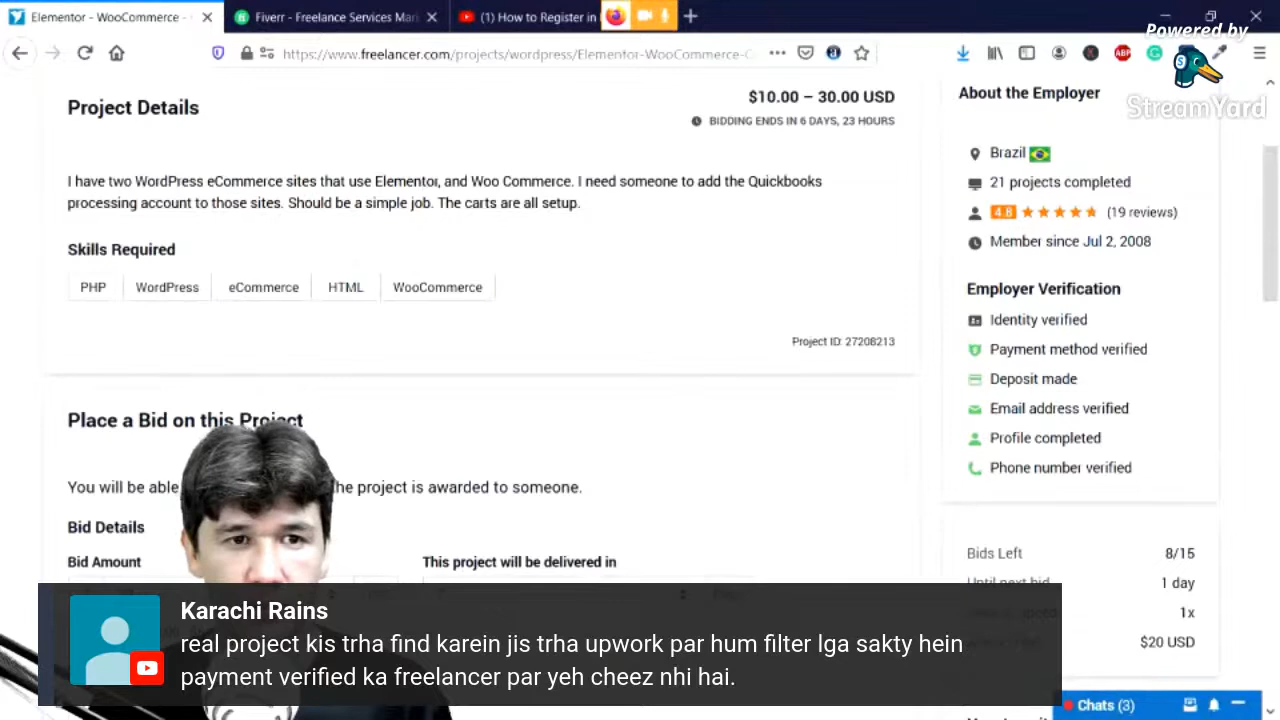 Elementor - WooCommerce -
Fiverr - Freelance Services Mar
(1) How to Register in
Powered by
StreamYard
https://www.freelancer.com/projects/wordpress/Elementor-WooCommerce-C
ABP
Project Details
$10.00 – 30.00 USD
BIDDING ENDS IN 6 DAYS, 23 HOURS
I have two WordPress eCommerce sites that use Elementor, and Woo Commerce. I need someone to add the Quickbooks
processing account to those sites. Should be a simple job. The carts are all setup.
Skills Required
PHP
WordPress
eCommerce
HTML
WooCommerce
Project ID: 27208213
Place a Bid on this Project
You will be able
he project is awarded to someone.
Bid Details
Bid Amount
This project will be delivered in
About the Employer
Brazil
21 projects completed
4.8 (19 reviews)
Member since Jul 2, 2008
Employer Verification
Identity verified
Payment method verified
Deposit made
Email address verified
Profile completed
Phone number verified
Bids Left 8/15
Until next bid 1 day
1x
$20 USD
Karachi Rains
real project kis trha find karein jis trha upwork par hum filter lga sakty hein
payment verified ka freelancer par yeh cheez nhi hai.
Chats (3)